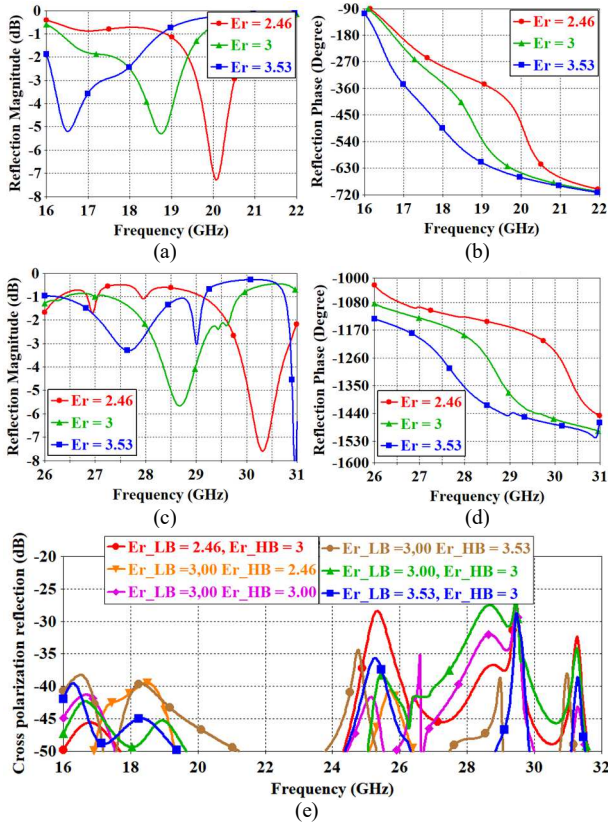 Reflection Magnitude (dB)
0
-1
-2
-3
-4
-5
-6
-7
-8
Er = 2.46
Er = 3
Er = 3.53
16 17 18 19 20 21 22
Frequency (GHz)
(a)
Reflection Phase (Degree)
-90
-180
-270
-360
-450
-540
-630
-720
Er = 2.46
Er = 3
Er = 3.53
16 17 18 19 20 21 22
Frequency (GHz)
(b)
Reflection Magnitude (dB)
0
-1
-2
-3
-4
-5
-6
-7
-8
Er = 2.46
Er = 3
Er = 3.53
26 27 28 29 30 31
Frequency (GHz)
(c)
Reflection Phase (Degree)
-1000
-1080
-1170
-1260
-1350
-1440
-1530
-1600
Er = 2.46
Er = 3
Er = 3.53
26 27 28 29 30 31
Frequency (GHz)
(d)
Cross polarization reflection (dB)
-20
-25
-30
-35
-40
-45
-50
Er_LB = 2.46, Er_HB = 3
Er_LB =3,00 Er_HB = 2.46
Er_LB =3,00 Er_HB = 3.00
Er_LB =3,00 Er_HB = 3.53
Er_LB = 3.00, Er_HB = 3
Er_LB = 3.53, Er_HB = 3
16 18 20 22 24 26 28 30 32 34
Frequency (GHz)
(e)